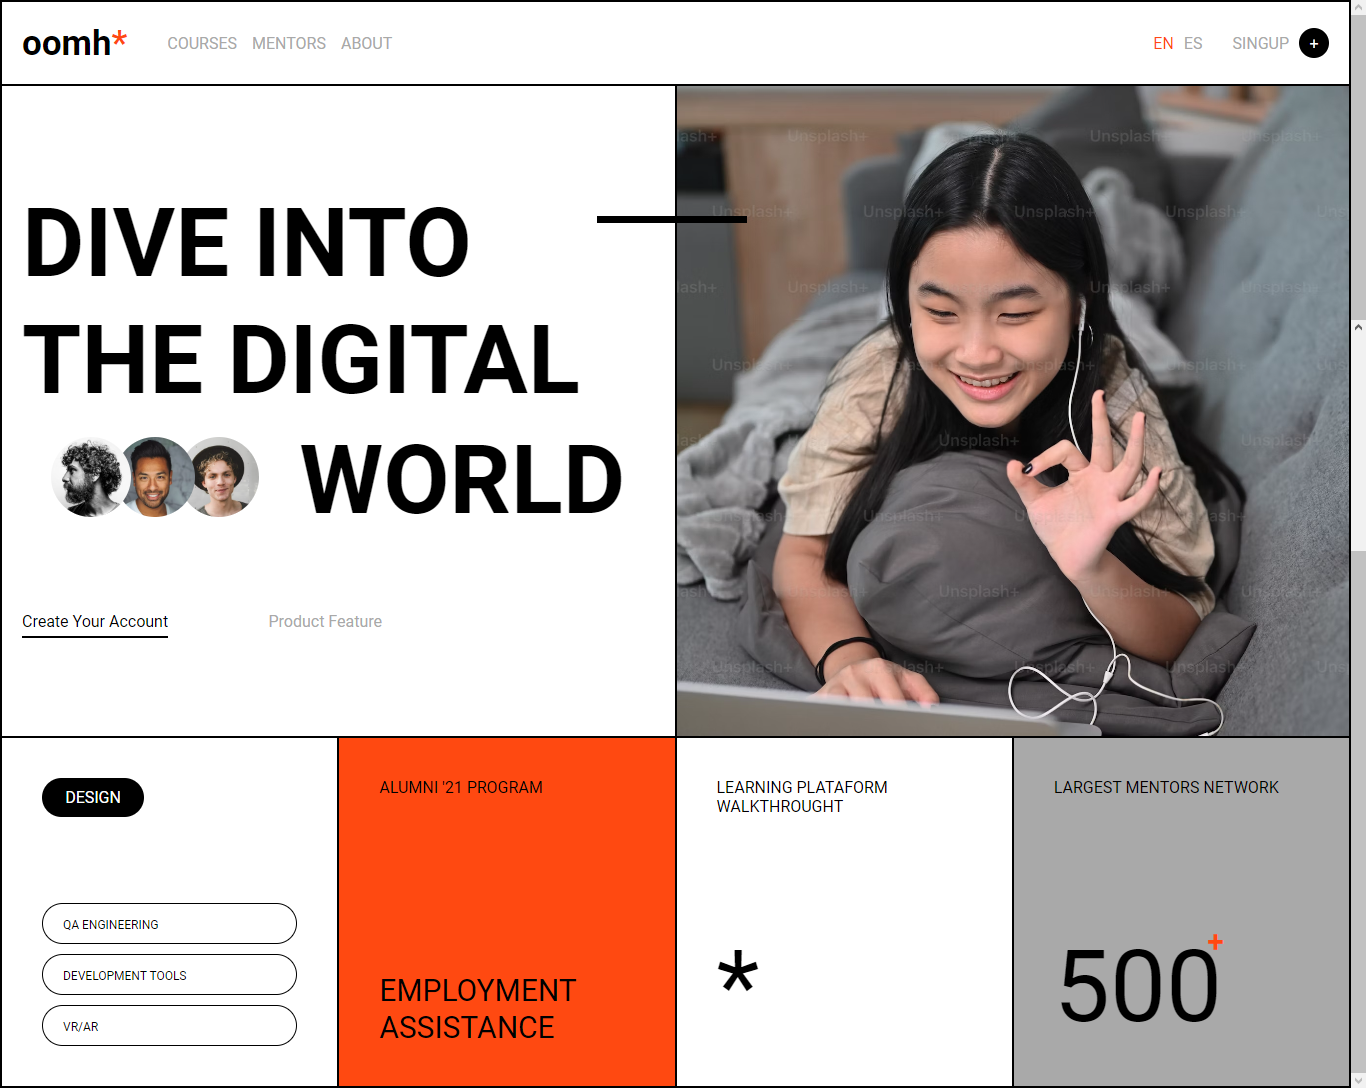 oomh*
COURSES MENTORS ABOUT
EN ES SINGUP +
DIVE INTO
THE DIGITAL
WORLD
Create Your Account
Product Feature
Unsplash+
DESIGN
QA ENGINEERING
DEVELOPMENT TOOLS
VR/AR
ALUMNI '21 PROGRAM
EMPLOYMENT
ASSISTANCE
LEARNING PLATAFORM
WALKTHROUGHT
*
LARGEST MENTORS NETWORK
500+